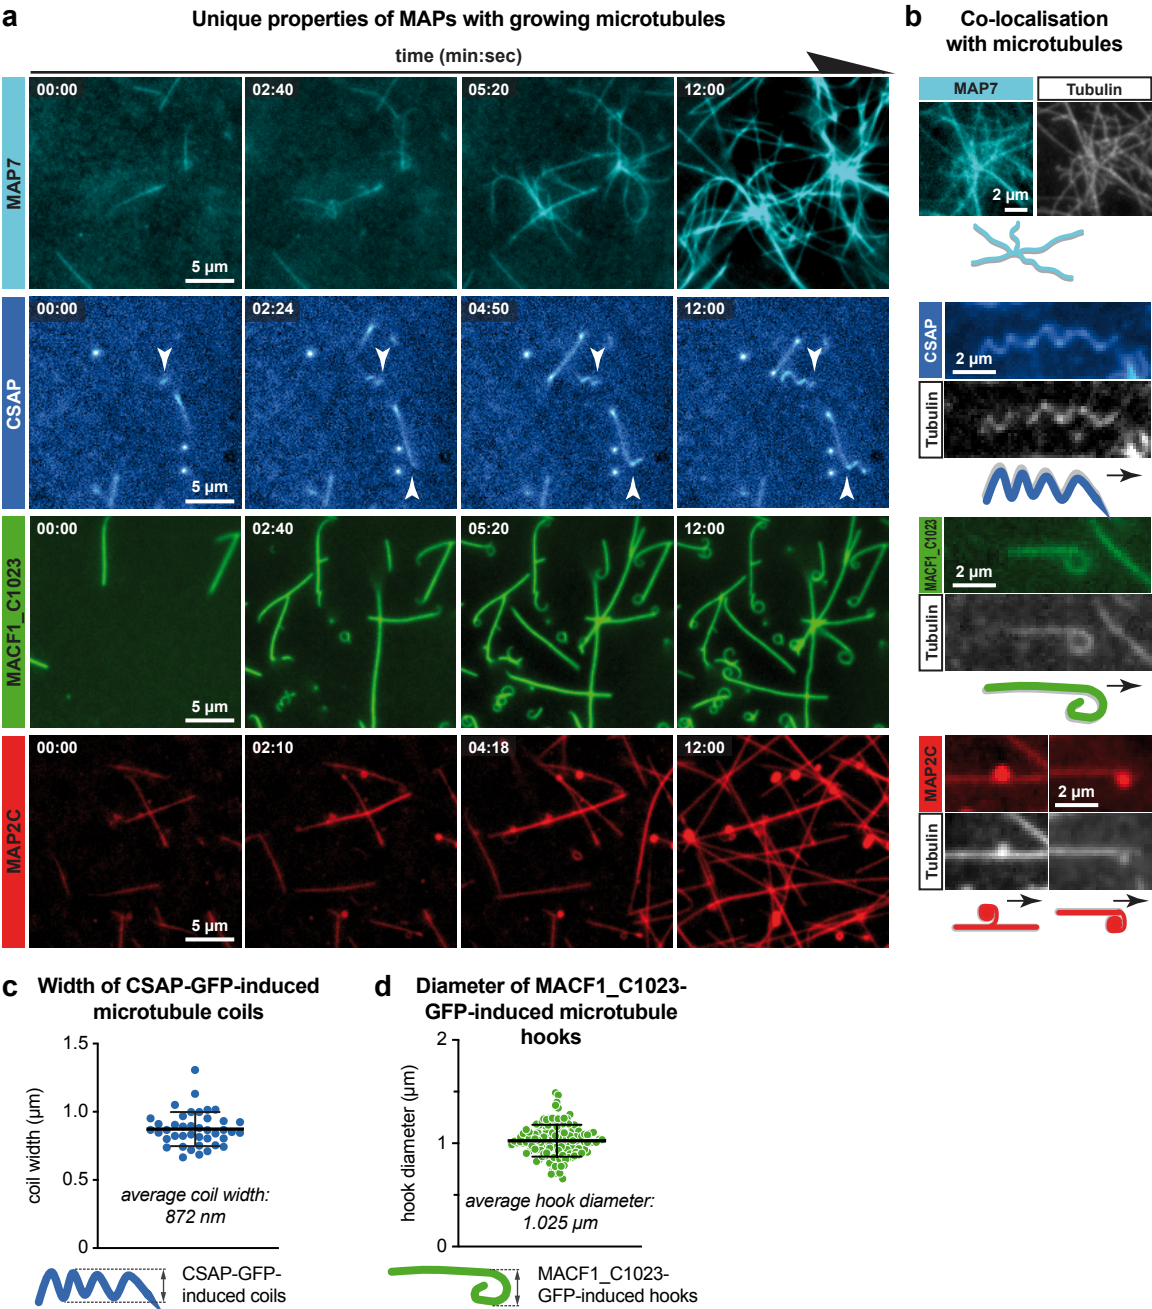 a
Unique properties of MAPs with growing microtubules
time (min:sec)
MAP7
00:00
02:40
05:20
12:00
5 µm
CSAP
00:00
02:24
04:50
12:00
5 µm
MACF1_C1023
00:00
02:40
05:20
12:00
5 µm
MAP2C
00:00
02:10
04:18
12:00
5 µm
b
Co-localisation
with microtubules
MAP7
Tubulin
2 µm
CSAP
2 µm
Tubulin
MACF1_C1023
2 µm
Tubulin
MAP2C
2 µm
Tubulin
c
Width of CSAP-GFP-induced
microtubule coils
coil width (µm)
1.5
1.0
0.5
0
average coil width:
872 nm
CSAP-GFP-
induced coils
d
Diameter of MACF1_C1023-
GFP-induced microtubule
hooks
hook diameter (µm)
2
1
0
average hook diameter:
1.025 µm
MACF1_C1023-
GFP-induced hooks